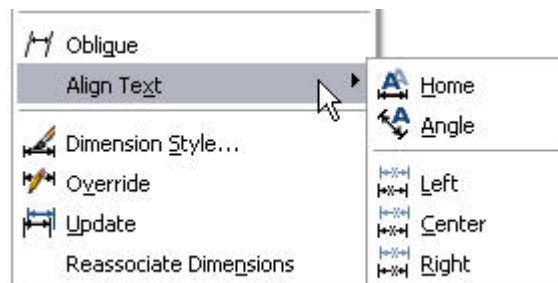 Oblique
Align Text
Dimension Style...
Override
Update
Reassociate Dimensions
Home
Angle
Left
Center
Right